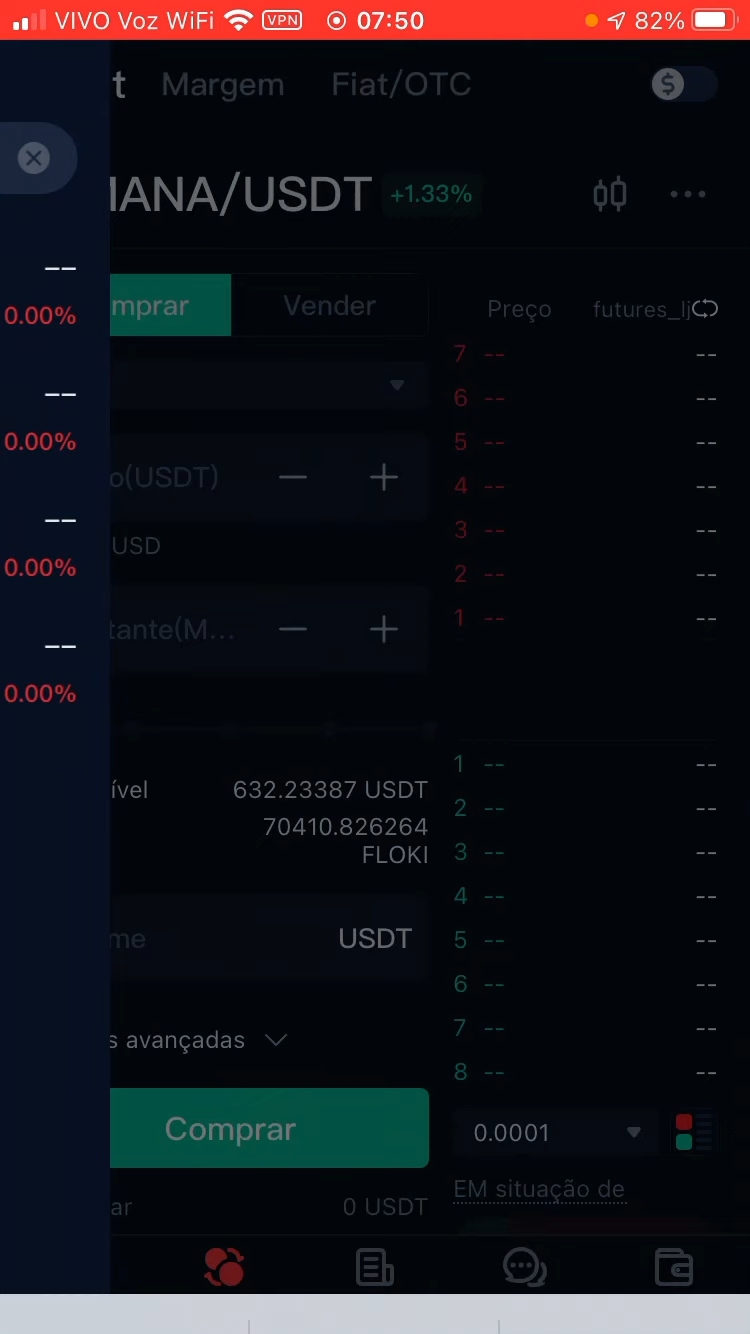 VIVO Voz WiFi VPN 07:50 82%
t Margem Fiat/OTC
IANA/USDT +1.33%
--
0.00%
--
0.00%
--
0.00%
--
0.00%
mprar Vender
o(USDT)
USD
tante(M...
ível 632.23387 USDT
70410.826264
FLOKI
me USDT
s avançadas
Comprar
ar 0 USDT
Preço futures_lj
7 -- --
6 -- --
5 -- --
4 -- --
3 -- --
2 -- --
1 -- --
1 -- --
2 -- --
3 -- --
4 -- --
5 -- --
6 -- --
7 -- --
8 -- --
0.0001
EM situação de